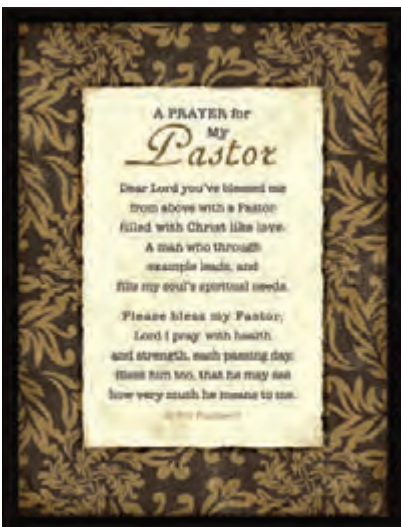 A PRAYER for
My
Pastor
Dear Lord you've blessed me
from above with a Pastor
filled with Christ like love.
A man who through
example leads, and
fills my soul's spiritual needs.
Please bless my Pastor,
Lord I pray with health
and strength, each passing day.
Bless him too, that he may see
how very much he means to me.